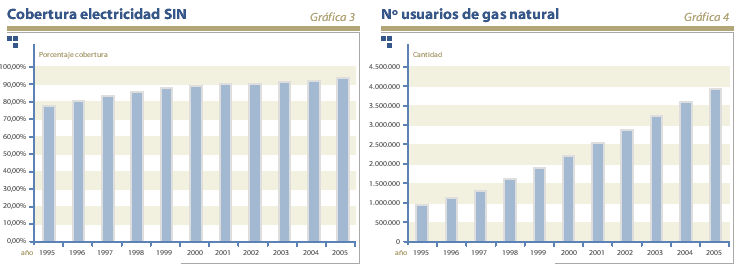 Cobertura electricidad SIN
Gráfica 3
Porcentaje cobertura
100,00%
90,00%
80,00%
70,00%
60,00%
50,00%
40,00%
30,00%
20,00%
10,00%
0,00%
año 1995 1996 1997 1998 1999 2000 2001 2002 2003 2004 2005
Nº usuarios de gas natural
Gráfica 4
Cantidad
4.500.000
4.000.000
3.500.000
3.000.000
2.500.000
2.000.000
1.500.000
1.000.000
500.000
0
año 1995 1996 1997 1998 1999 2000 2001 2002 2003 2004 2005